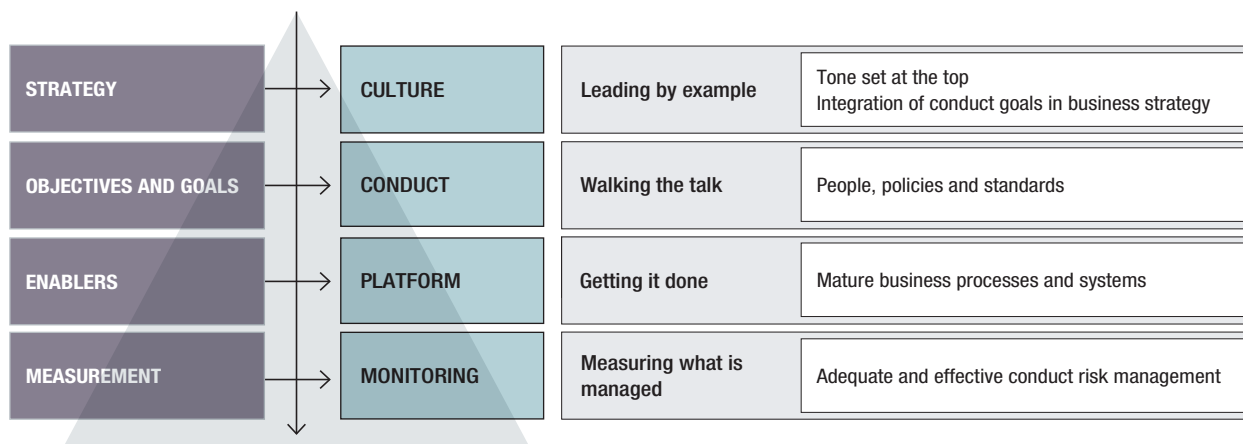 STRATEGY
CULTURE
Leading by example
Tone set at the top
Integration of conduct goals in business strategy
OBJECTIVES AND GOALS
CONDUCT
Walking the talk
People, policies and standards
ENABLERS
PLATFORM
Getting it done
Mature business processes and systems
MEASUREMENT
MONITORING
Measuring what is
managed
Adequate and effective conduct risk management